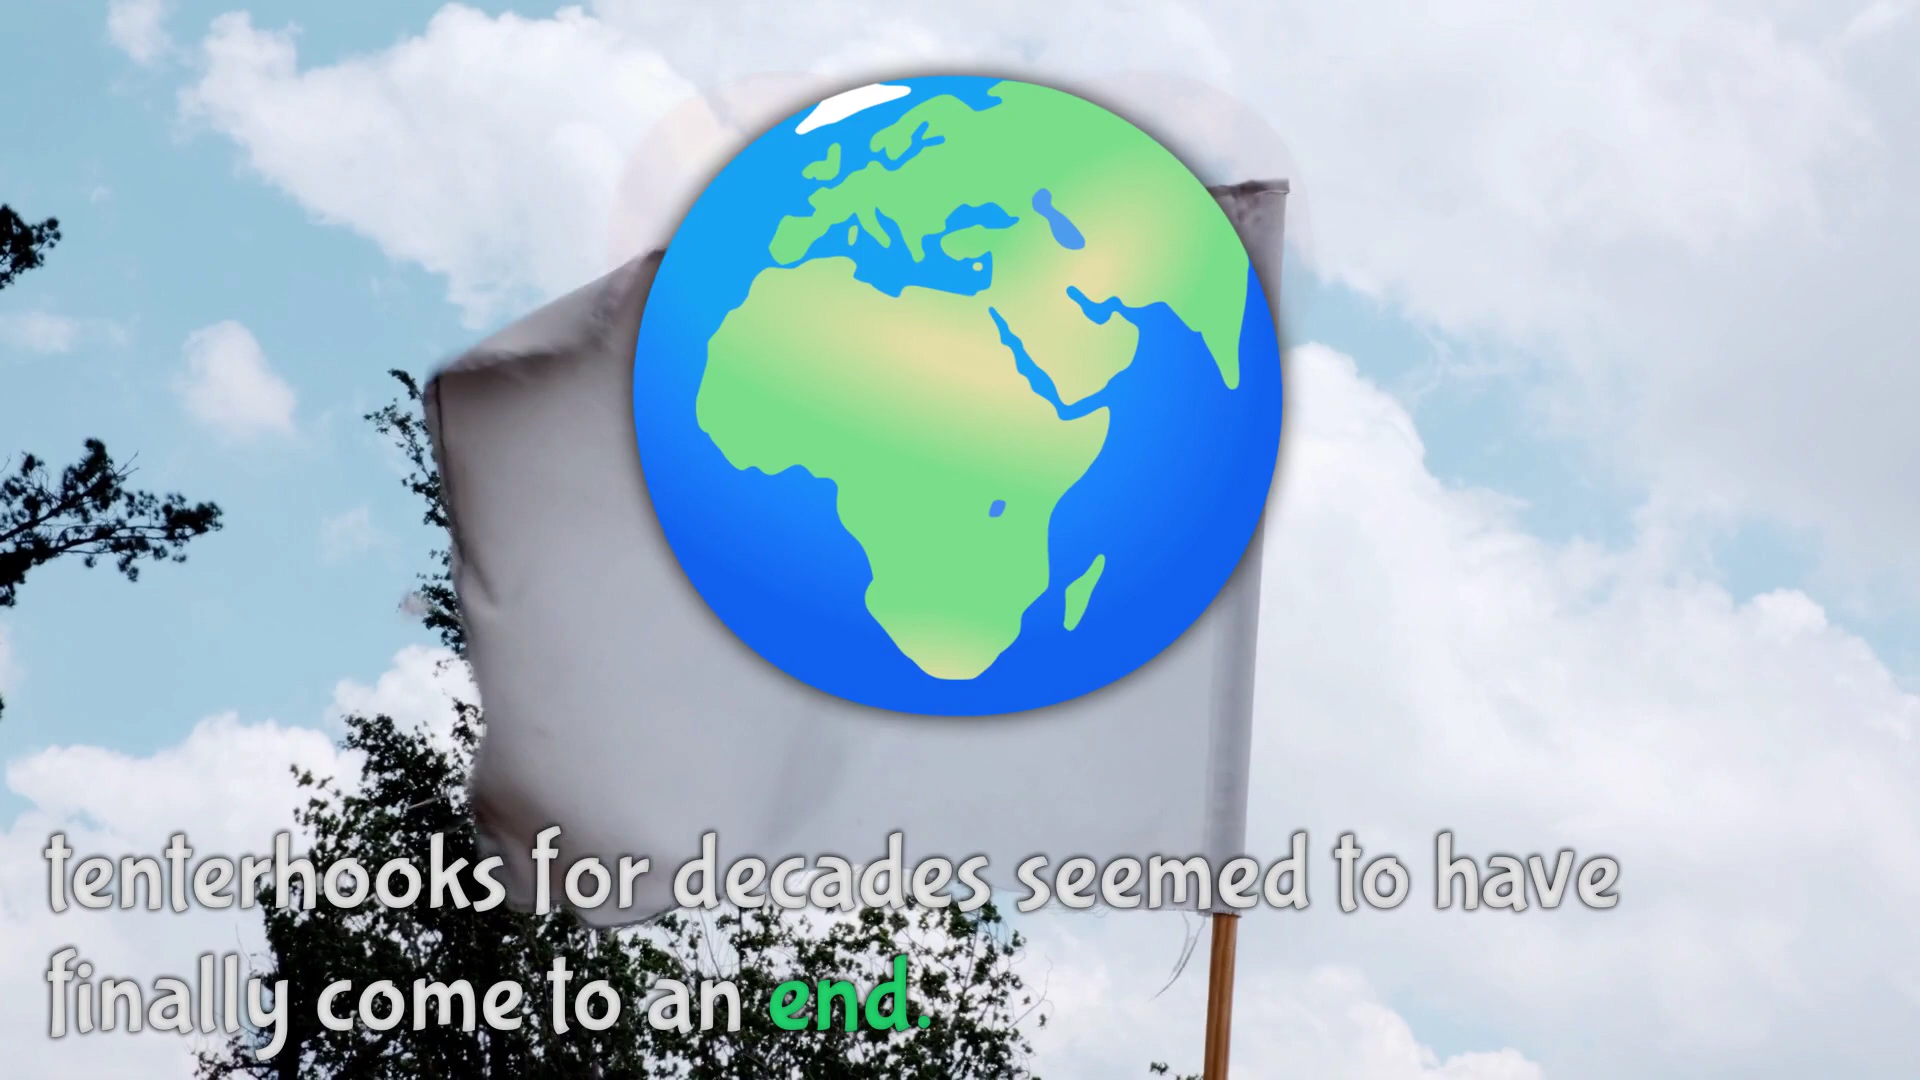 tenterhooks for decades seemed to have
finally come to an end.